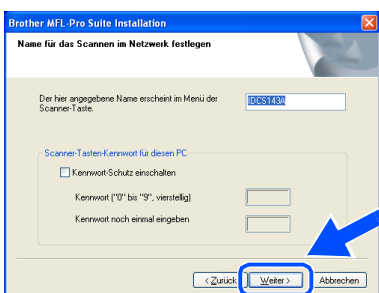 Brother MFL-Pro Suite Installation
Name für das Scannen im Netzwerk festlegen
Der hier angegebene Name erscheint im Menü der
Scanner-Taste.
IDCS143A
Scanner-Tasten-Kennwort für diesen PC
Kennwort-Schutz einschalten
Kennwort ("0" bis "9", vierstellig)
Kennwort noch einmal eingeben
< Zurück
Weiter >
Abbrechen